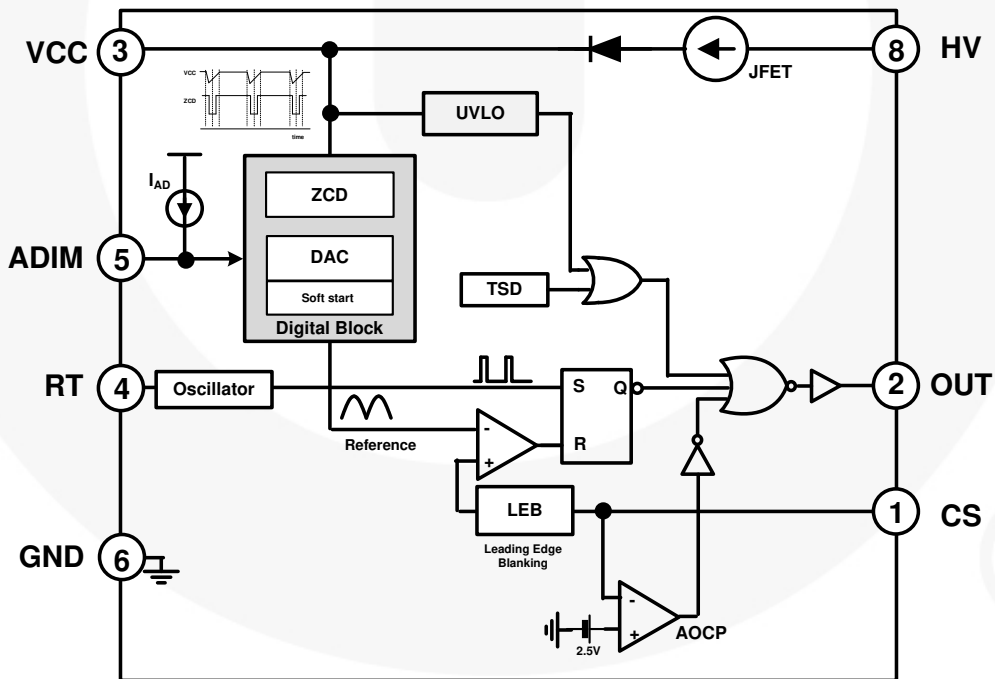 VCC
3
8
HV
JFET
VCC
ZCD
time
UVLO
I_AD
ZCD
ADIM
5
DAC
Soft start
TSD
Digital Block
RT
4
Oscillator
S
Q
2
OUT
-
R
Reference
+
LEB
1
CS
Leading Edge
Blanking
GND
6
-
+
AOCP
2.5V